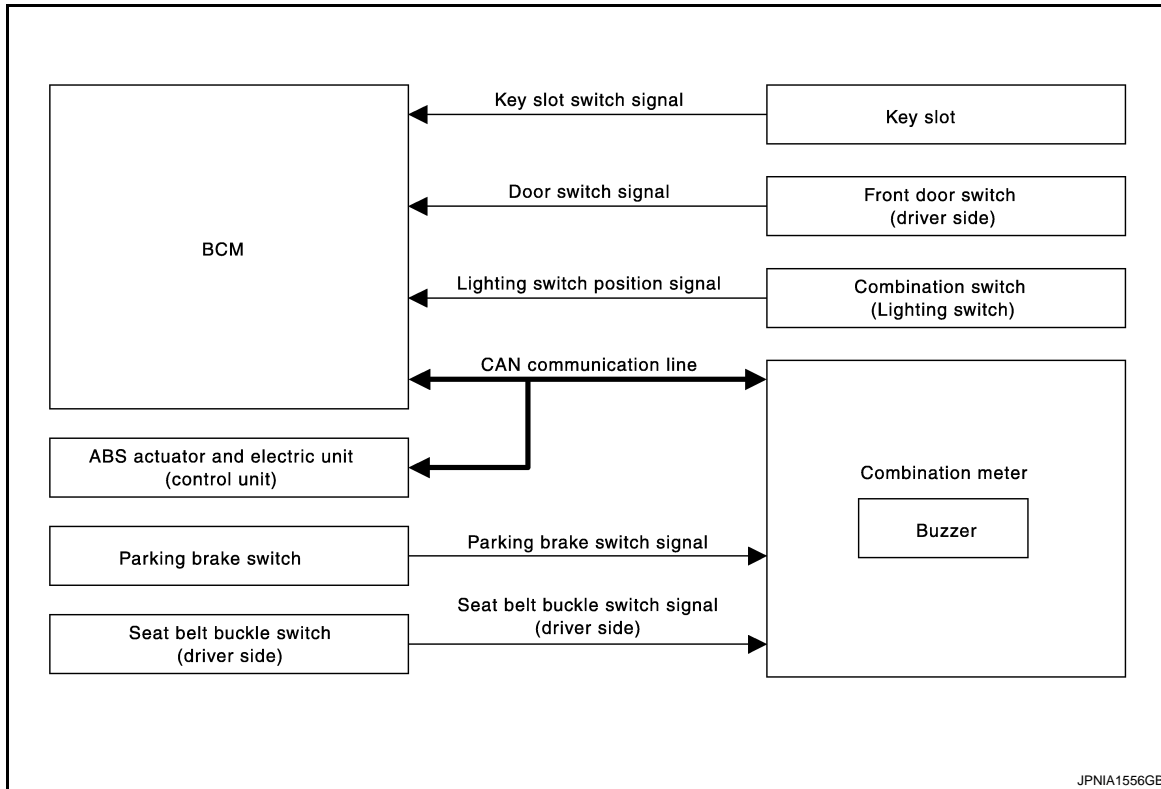 Key slot switch signal
Key slot
Door switch signal
Front door switch
(driver side)
BCM
Lighting switch position signal
Combination switch
(Lighting switch)
CAN communication line
ABS actuator and electric unit
(control unit)
Combination meter
Buzzer
Parking brake switch
Parking brake switch signal
Seat belt buckle switch signal
(driver side)
Seat belt buckle switch
(driver side)
JPNIA1556GB